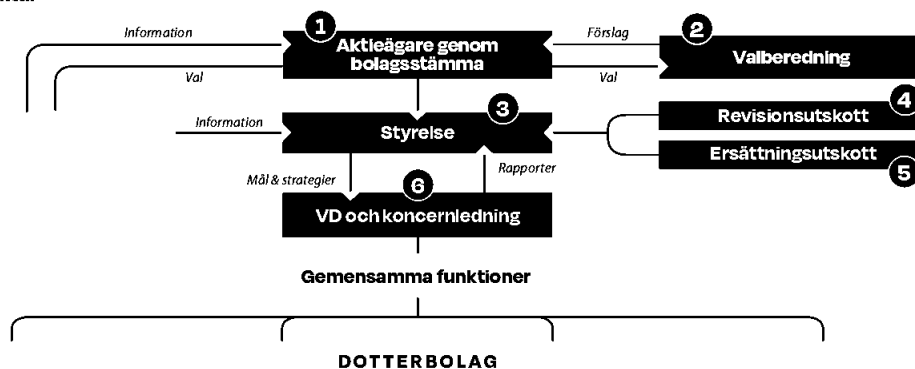 Information
1
Förslag
2
Aktieägare genom
bolagsstämma
Valberedning
Val
Val
3
4
Revisionsutskott
Information
Styrelse
Ersättningsutskott
5
Mål & strategier
Rapporter
6
VD och koncernledning
Gemensamma funktioner
DOTTERBOLAG